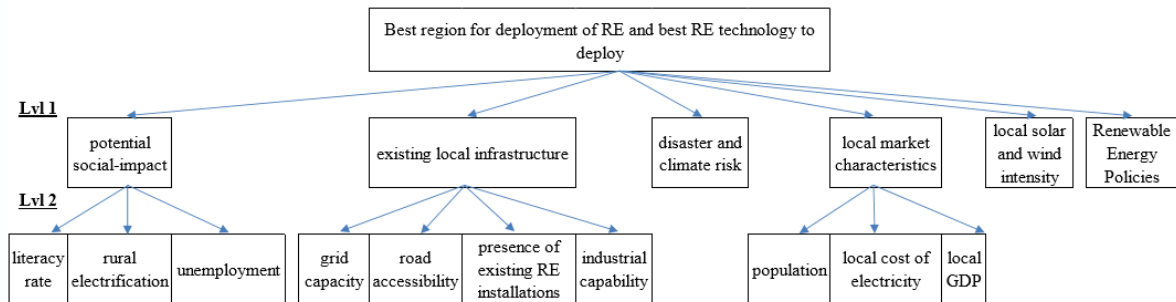 Best region for deployment of RE and best RE technology to
deploy
Lvl 1
potential
social-impact
existing local infrastructure
disaster and
climate risk
local market
characteristics
local solar
and wind
intensity
Renewable
Energy
Policies
Lvl 2
literacy
rate
rural
electrification
unemployment
grid
capacity
road
accessibility
presence of
existing RE
installations
industrial
capability
population
local cost of
electricity
local
GDP